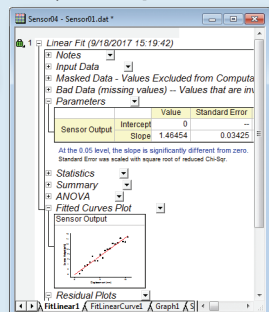 Sensor04 - Sensor01.dat *
1 Linear Fit (9/18/2017 15:19:42)
Notes
Input Data
Masked Data - Values Excluded from Computa
Bad Data (missing values) -- Values that are inv
Parameters
Value Standard Error
Sensor Output Intercept 0 --
Slope 1.46454 0.03425
At the 0.05 level, the slope is significantly different from zero.
Standard Error was scaled with square root of reduced Chi-Sqr.
Statistics
Summary
ANOVA
Fitted Curves Plot
Sensor Output
Residual Plots
FitLinear1 FitLinearCurve1 Graph1 S